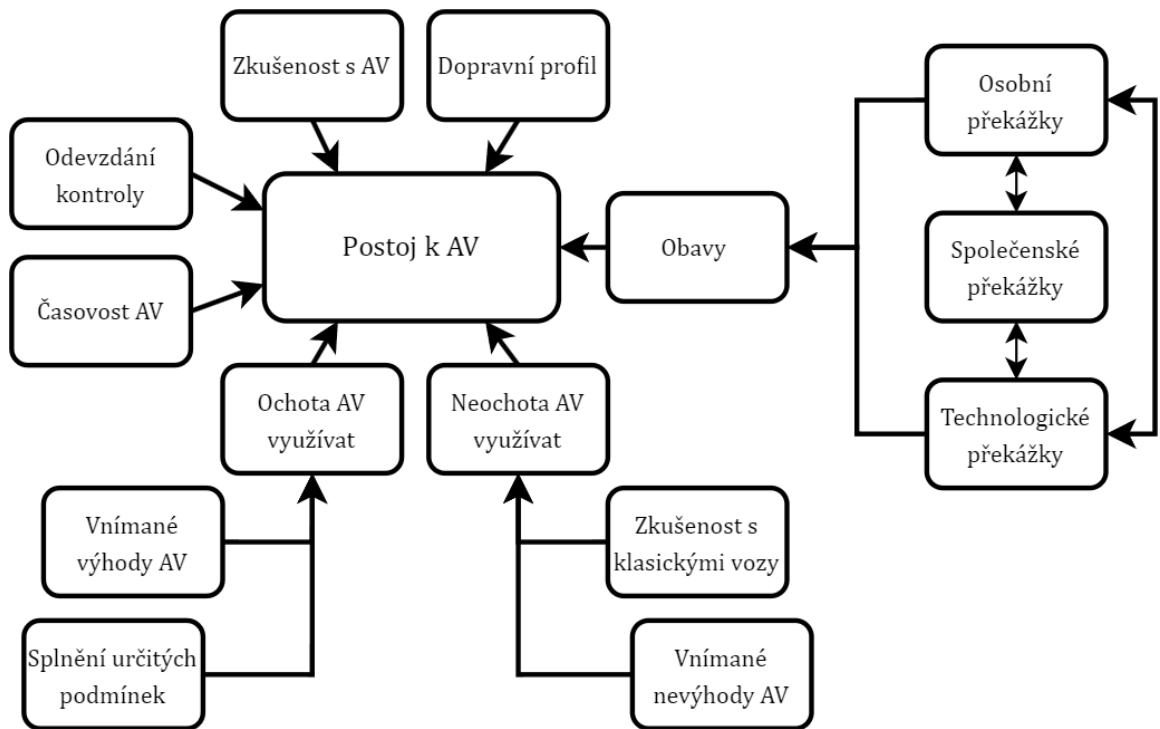 Zkušenost s AV
Dopravní profil
Osobní
překážky
Odevzdání
kontroly
Postoj k AV
Obavy
Společenské
překážky
Časovost AV
Ochota AV
využívat
Neochota AV
využívat
Technologické
překážky
Vnímané
výhody AV
Zkušenost s
klasickými vozy
Splnění určitých
podmínek
Vnímané
nevýhody AV